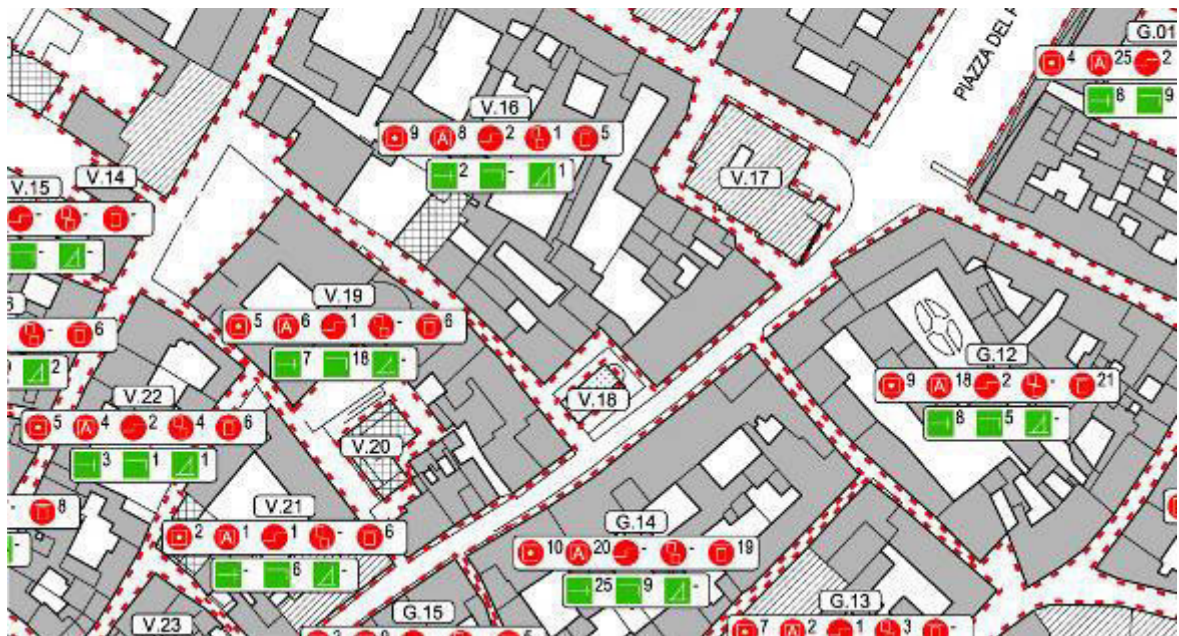 PIAZZA DEL P
G.01
4 25 2
8 9
V.16
9 A 8 2 1 5
2 - 1
V.17
V.14
V.15
- - -
- -
V.19
5 A 6 1 - 6
7 18 -
- 6
2
G.12
9 A 18 2 - 21
8 5 -
V.18
V 22
5 A 4 2 4 6
3 1 1
V.20
- 8
-
V.21
2 A 1 1 - 6
- 6 -
G.14
10 A 20 - - 19
25 9 -
G.15
G.13
7 A 2 1 3 -
V.23